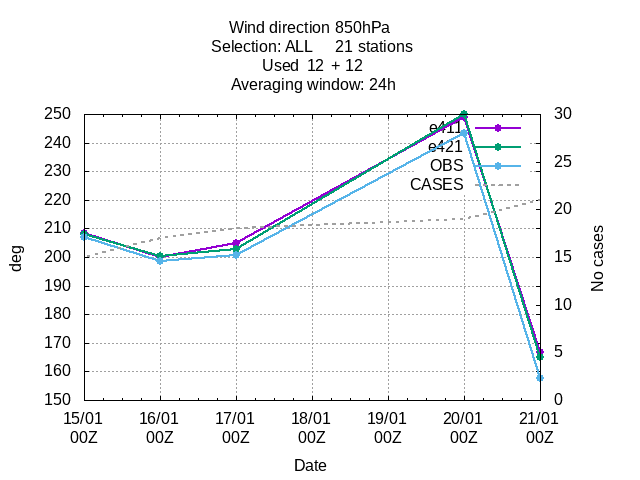 Wind direction 850hPa
Selection: ALL 21 stations
Used 12 + 12
Averaging window: 24h
250
240
230
220
210
200
190
180
170
160
150
deg
30
25
20
15
10
5
0
No cases
e411
e421
OBS
CASES
15/01 16/01 17/01 18/01 19/01 20/01 21/01
00Z 00Z 00Z 00Z 00Z 00Z 00Z
Date